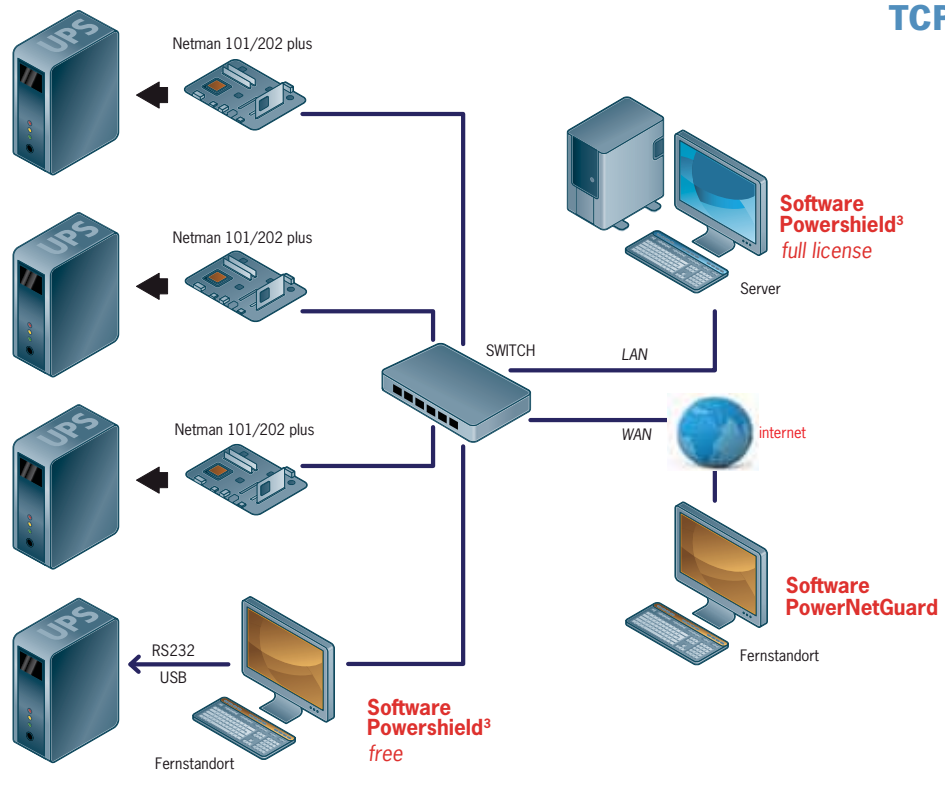 TCP
UPS
Netman 101/202 plus
UPS
Netman 101/202 plus
UPS
Netman 101/202 plus
UPS
RS232
USB
Fernstandort
Software
Powershield³
free
SWITCH
LAN
WAN
Software
Powershield³
full license
Server
internet
Software
PowerNetGuard
Fernstandort